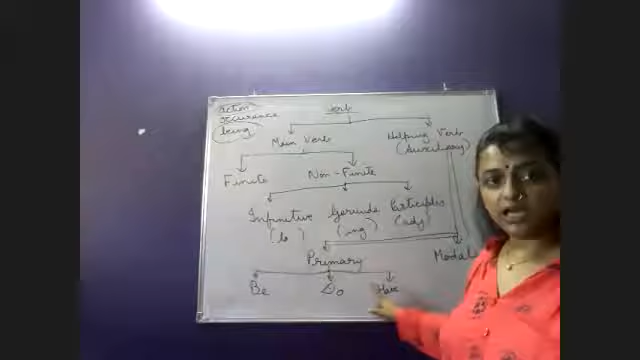 action
Verb
occurance
being
Main Verb
Helping Verb
(Auxiliary)
Finite
Non-Finite
Infinitive Gerunds Participles
(to) (ing) (adj)
Primary
Modal
Be
Do
Have